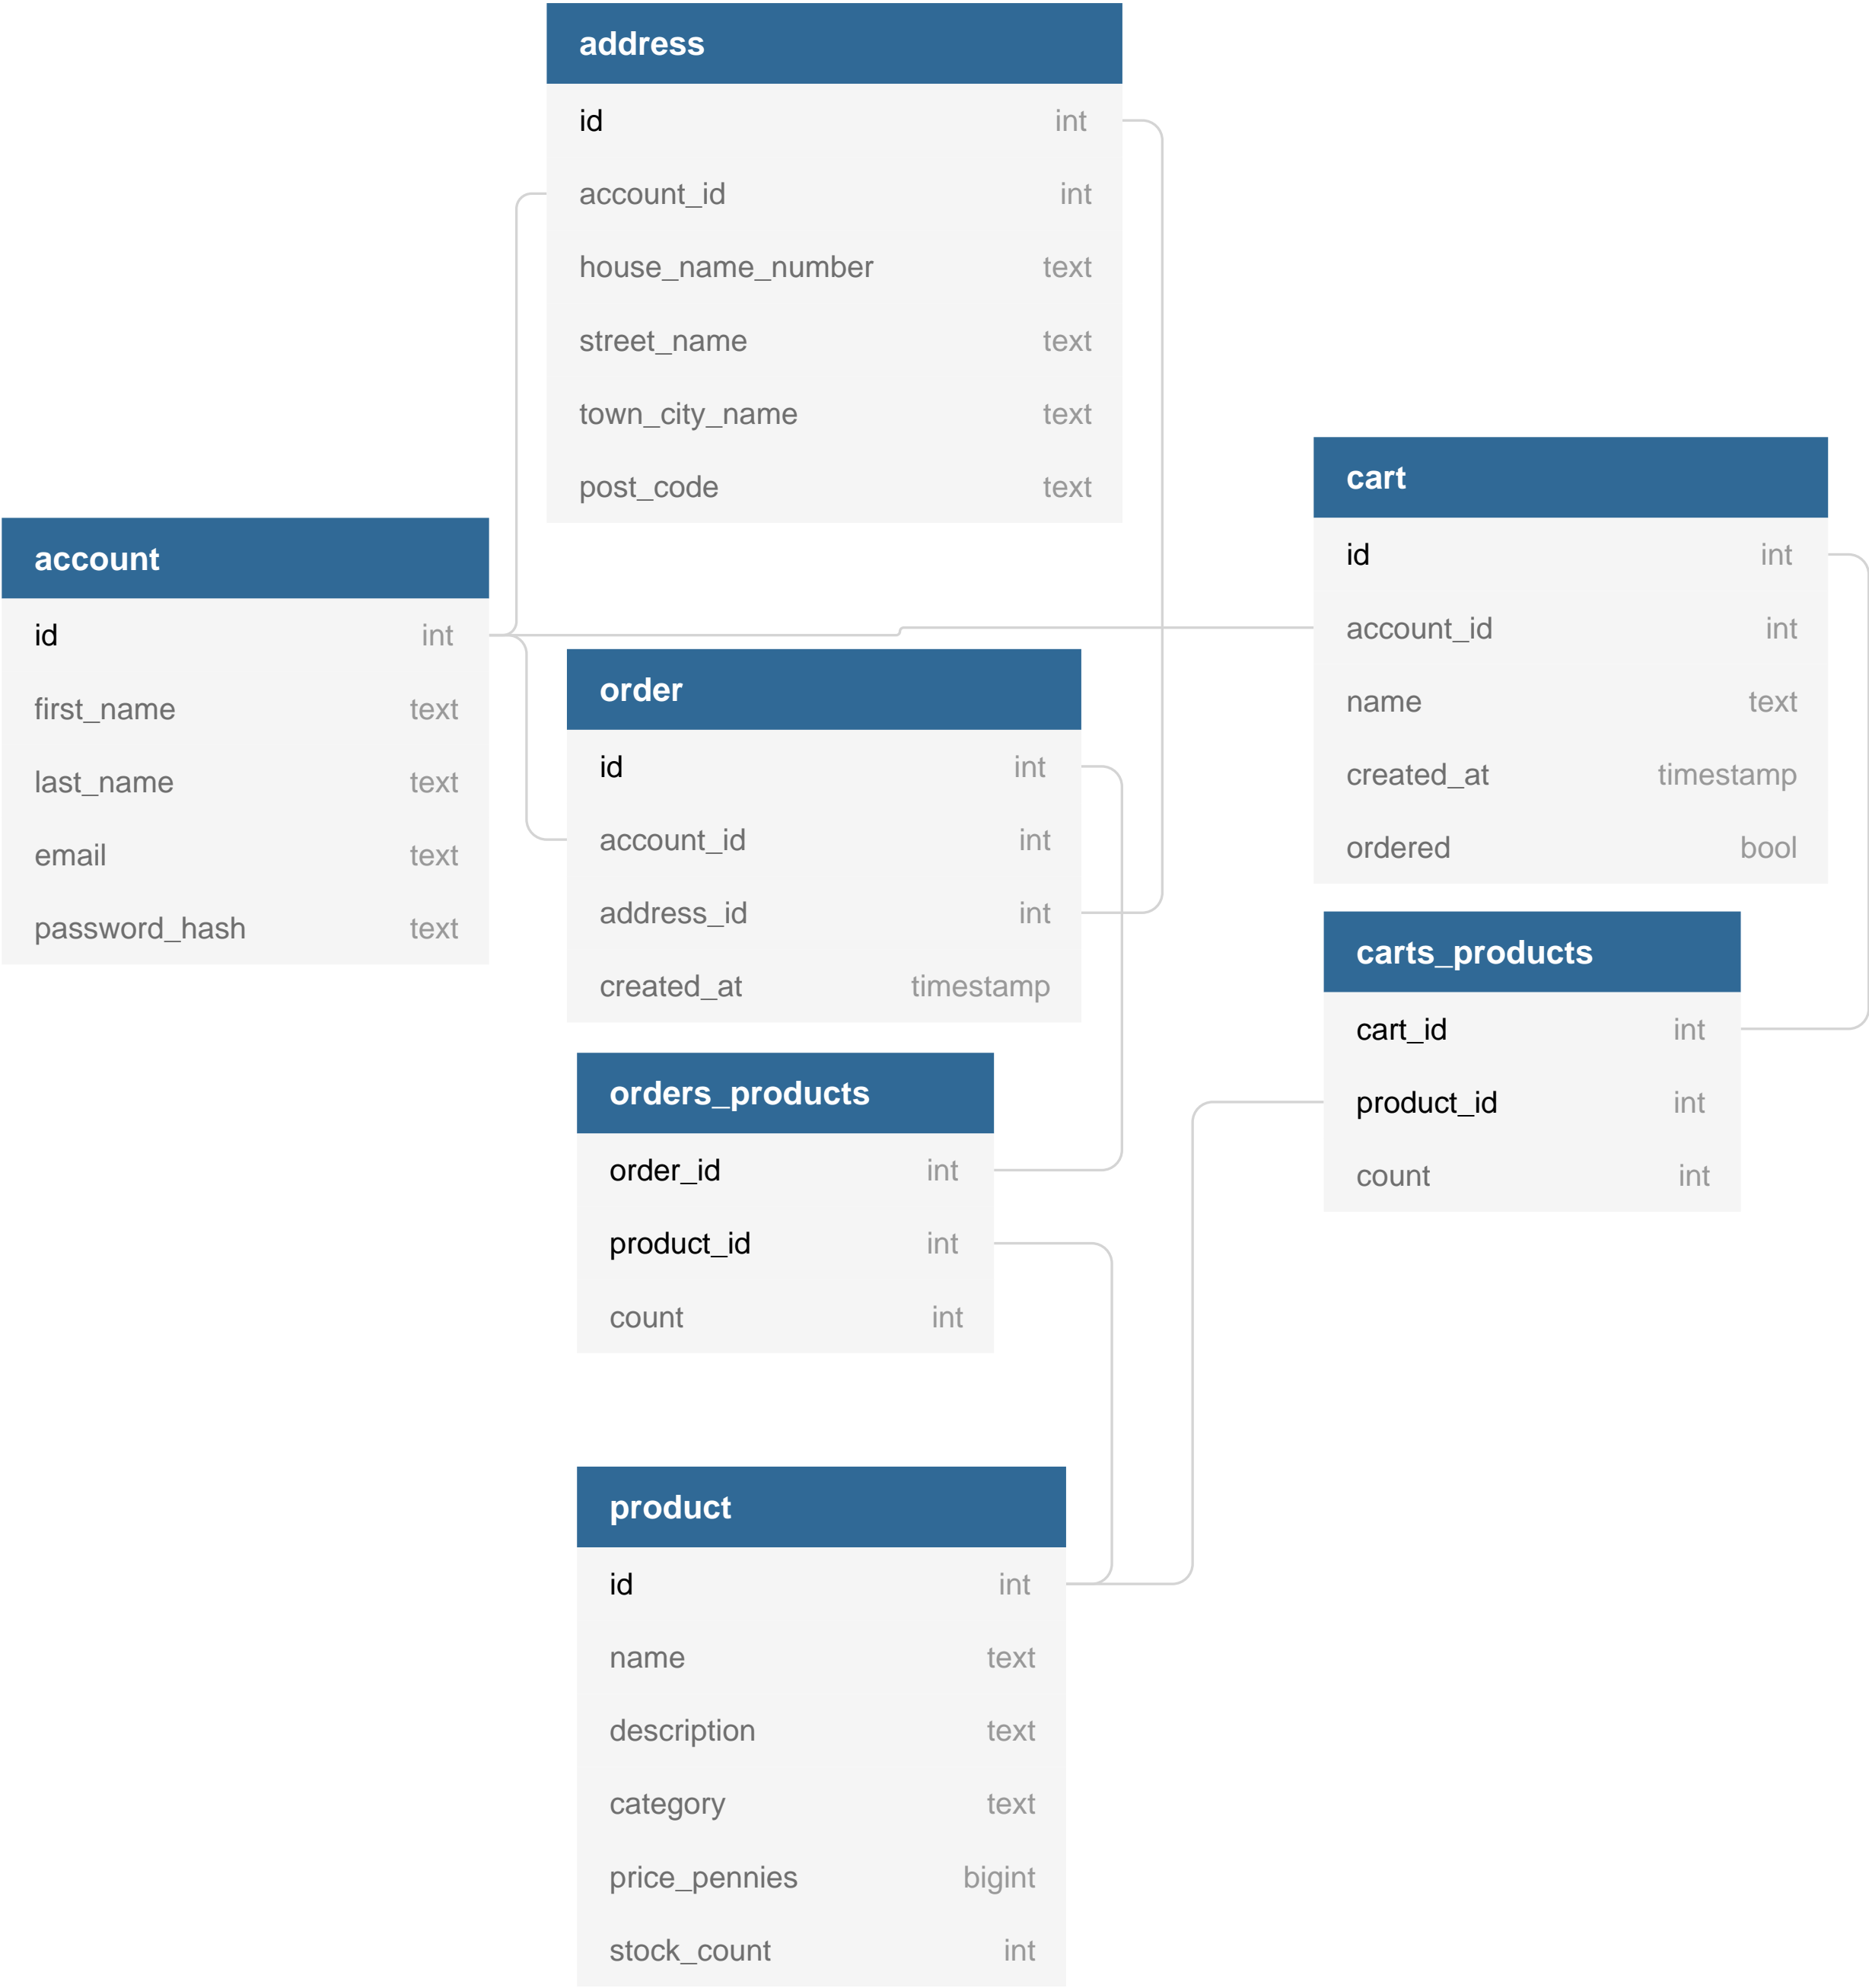 address
id int
account_id int
house_name_number text
street_name text
town_city_name text
post_code text
account
id int
first_name text
last_name text
email text
password_hash text
order
id int
account_id int
address_id int
created_at timestamp
orders_products
order_id int
product_id int
count int
product
id int
name text
description text
category text
price_pennies bigint
stock_count int
cart
id int
account_id int
name text
created_at timestamp
ordered bool
carts_products
cart_id int
product_id int
count int